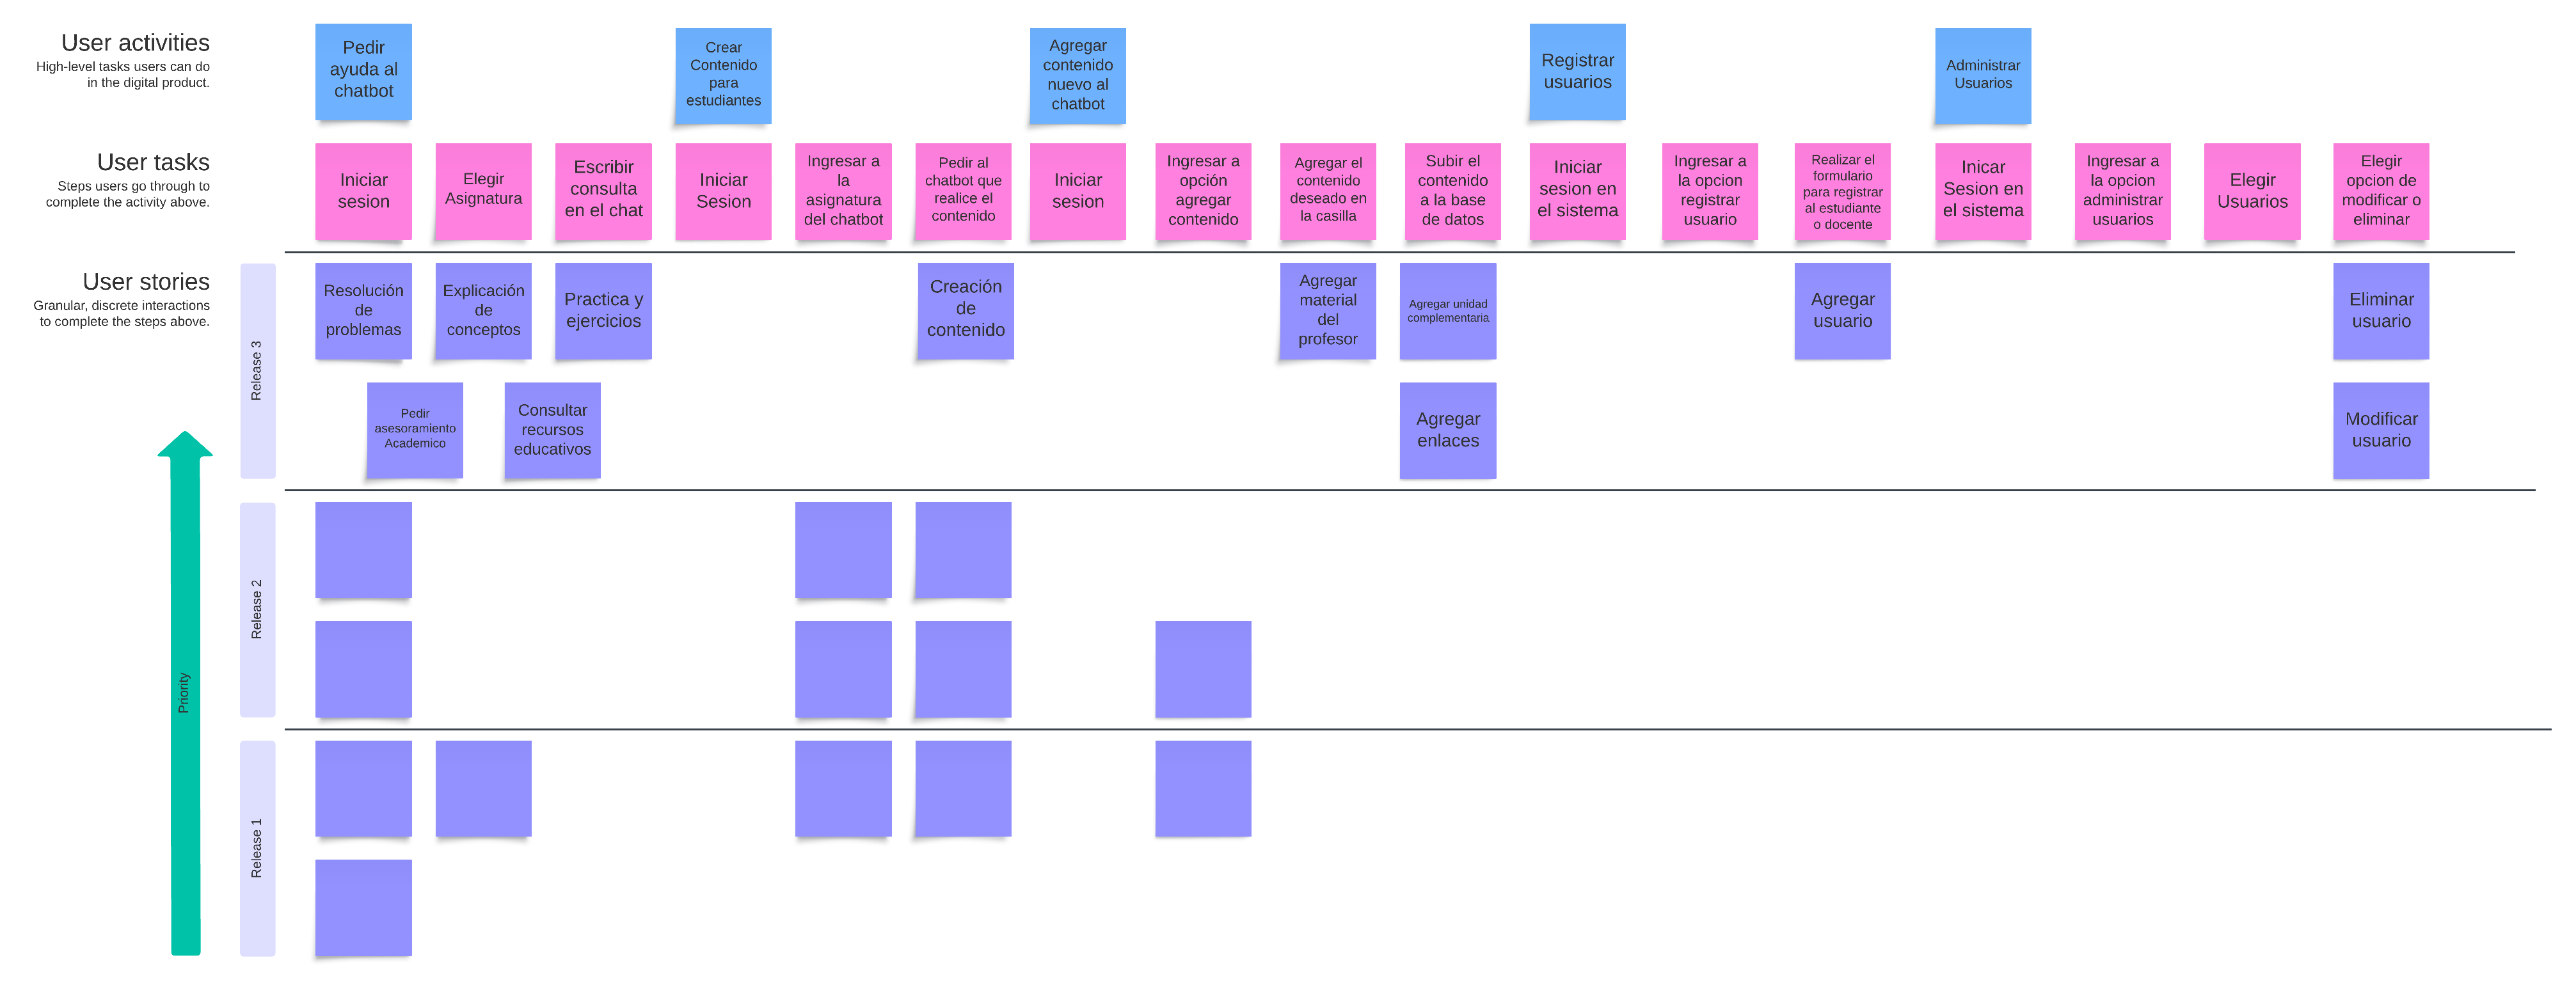 User activities
High-level tasks users can do
in the digital product.
Pedir
ayuda al
chatbot
Crear
Contenido
para
estudiantes
Agregar
contenido
nuevo al
chatbot
Registrar
usuarios
Administrar
Usuarios
User tasks
Steps users go through to
complete the activity above.
Iniciar
sesion
Elegir
Asignatura
Escribir
consulta
en el chat
Iniciar
Sesion
Ingresar a
la
asignatura
del chatbot
Pedir al
chatbot que
realice el
contenido
Iniciar
sesion
Ingresar a
opción
agregar
contenido
Agregar el
contenido
deseado en
la casilla
Subir el
contenido
a la base
de datos
Iniciar
sesion en
el sistema
Ingresar a
la opcion
registrar
usuario
Realizar el
formulario
para registrar
al estudiante
o docente
Inicar
Sesion en
el sistema
Ingresar a
la opcion
administrar
usuarios
Elegir
Usuarios
Elegir
opcion de
modificar o
eliminar
User stories
Granular, discrete interactions
to complete the steps above.
Release 3
Resolución
de
problemas
Explicación
de
conceptos
Practica y
ejercicios
Creación
de
contenido
Agregar
material
del
profesor
Agregar unidad
complementaria
Agregar
usuario
Eliminar
usuario
Pedir
asesoramiento
Academico
Consultar
recursos
educativos
Agregar
enlaces
Modificar
usuario
Priority
Release 2
Release 1